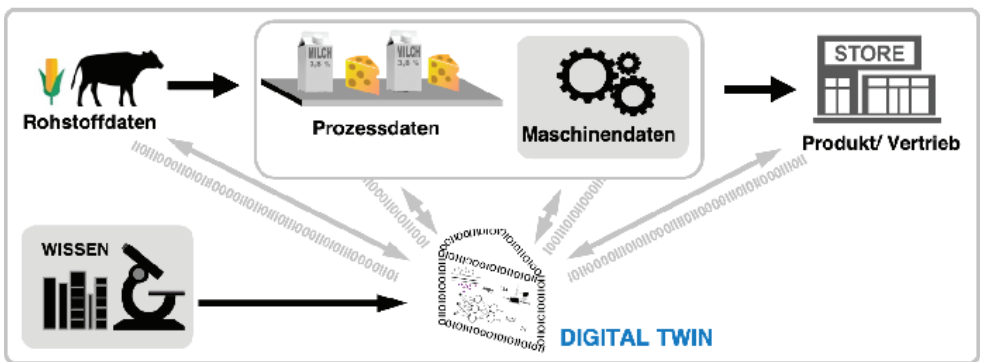 MILCH
3,8 %
MILCH
3,8 %
STORE
Rohstoffdaten
Prozessdaten
Maschinendaten
Produkt/ Vertrieb
WISSEN
DIGITAL TWIN